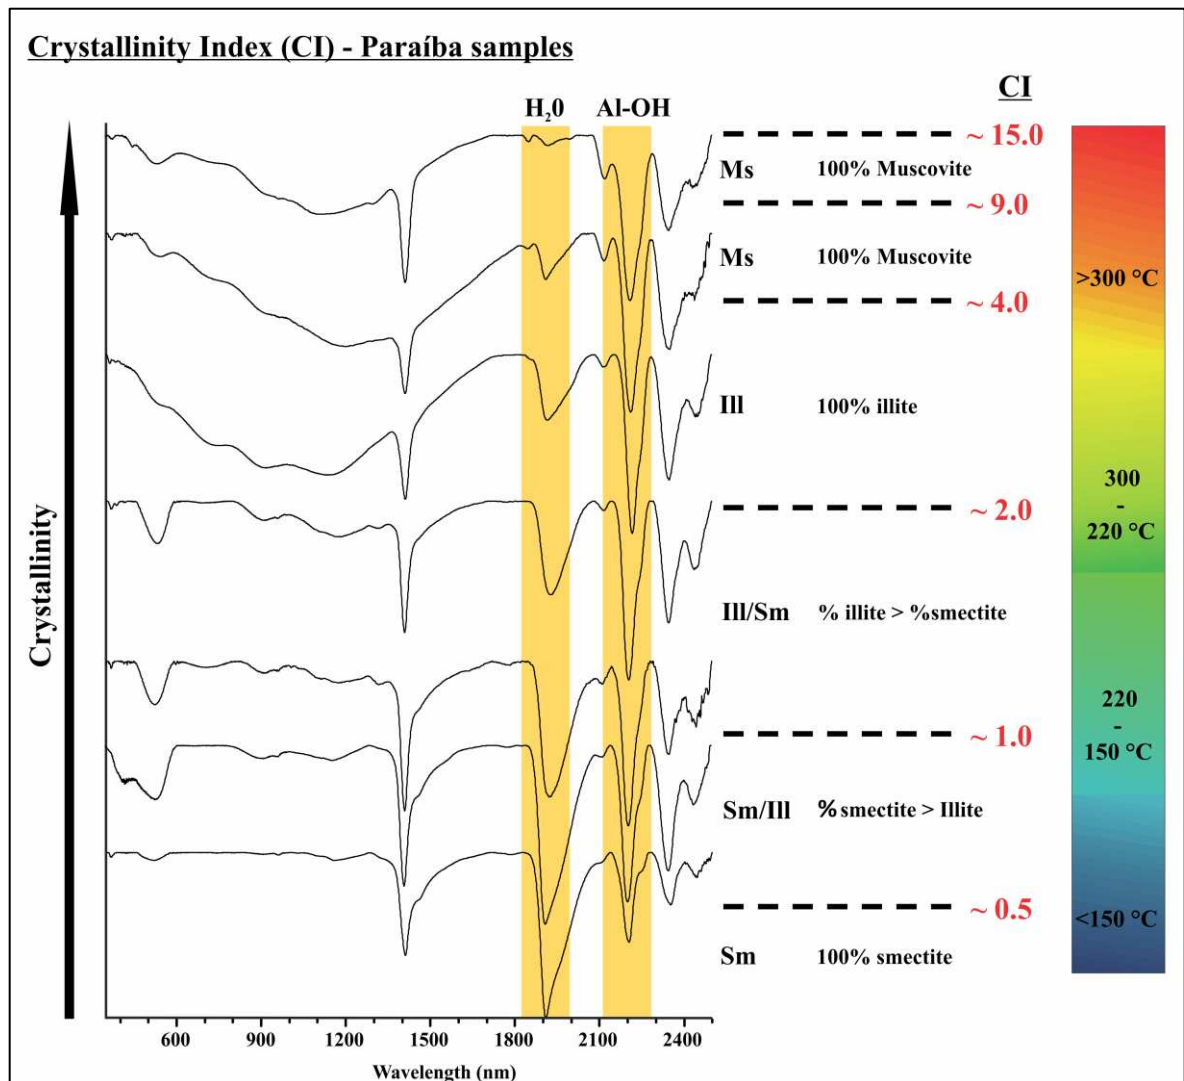 Crystallinity Index (CI) - Paraíba samples
H₂0
Al-OH
CI
~ 15.0
Ms
100% Muscovite
~ 9.0
Ms
100% Muscovite
>300 °C
~ 4.0
Ill
100% illite
300
-
220 °C
~ 2.0
Ill/Sm
% illite > %smectite
220
-
150 °C
~ 1.0
Sm/Ill
% smectite > Illite
~ 0.5
<150 °C
Sm
100% smectite
Crystallinity
600
900
1200
1500
1800
2100
2400
Wavelength (nm)